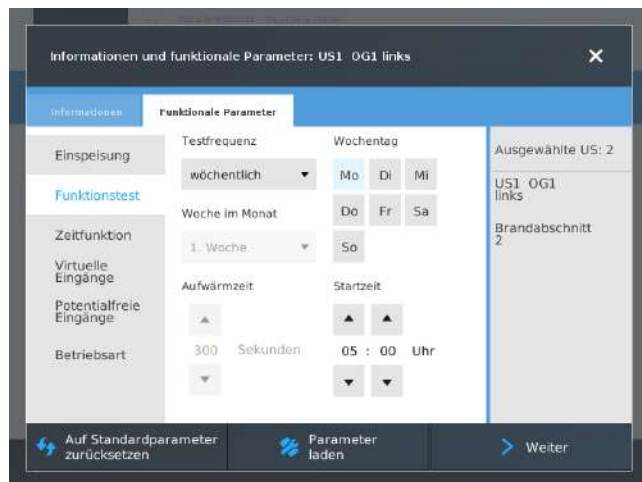 Informationen und funktionale Parameter: US1 OG1 links
Informationen
Funktionale Parameter
Einspeisung
Funktionstest
Zeitfunktion
Virtuelle
Eingänge
Potentialfreie
Eingänge
Betriebsart
Testfrequenz
wöchentlich
Woche im Monat
1. Woche
Aufwärmzeit
300 Sekunden
Wochentag
Mo Di Mi
Do Fr Sa
So
Startzeit
05 : 00 Uhr
Ausgewählte US: 2
US1 OG1
links
Brandabschnitt
2
Auf Standardparameter
zurücksetzen
Parameter
laden
Weiter